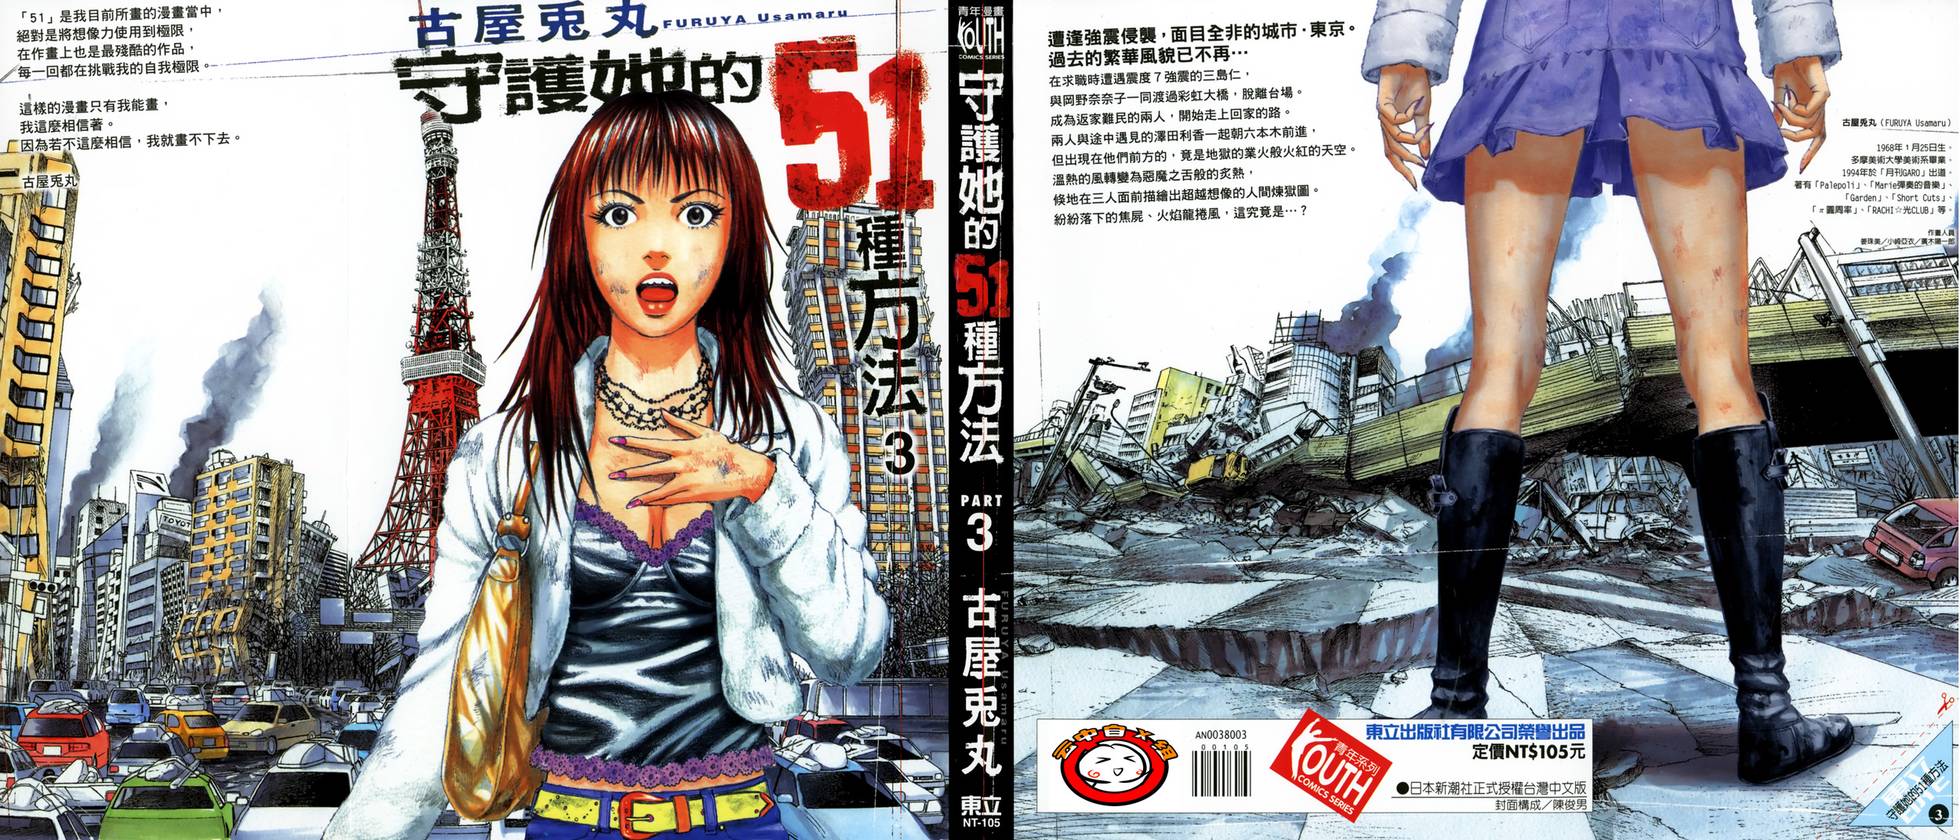 「51」是我目前所畫的漫畫當中，
絕對是將想像力使用到極限，
在作畫上也是最殘酷的作品，
每一回都在挑戰我的自我極限。
這樣的漫畫只有我能畫，
我這麼相信著。
因為若不這麼相信，我就畫不下去。
古屋兎丸
古屋兎丸 FURUYA Usamaru
守護她的
51
種方法
3
TOYOT
青年漫畫
YOUTH
COMICS SERIES
守護她的51種方法
PART
3
古屋兎丸
FURUYA Usamaru
東立
NT-105
遭逢強震侵襲，面目全非的城市·東京。
過去的繁華風貌已不再…
在求職時遭遇震度7強震的三島仁，
與岡野奈奈子一同渡過彩虹大橋，脫離台場。
成為返家難民的兩人，開始走上回家的路。
兩人與途中遇見的澤田利香一起朝六本木前進，
但出現在他們前方的，竟是地獄的業火般火紅的天空。
溫熱的風轉變為惡魔之舌般的炙熱，
倏地在三人面前描繪出超越想像的人間煉獄圖。
紛紛落下的焦屍、火焰龍捲風，這究竟是…？
古屋兎丸（FURUYA Usamaru）
1968年1月25日生。
多摩美術大學美術系畢業。
1994年於「月刊GARO」出道。
著有「Palepoli」、「Marie彈奏的音樂」、
「Garden」、「Short Cuts」、
「π圓周率」、「RACHI☆光CLUB」等。
作畫人員
姜珠美／小崎亞衣／廣木陽一郎
AN0038003
00105
青年系列
YOUTH
COMICS SERIES
東立出版社有限公司榮譽出品
定價NT$105元
●日本新潮社正式授權台灣中文版
封面構成／陳俊男
守護她的51種方法
3